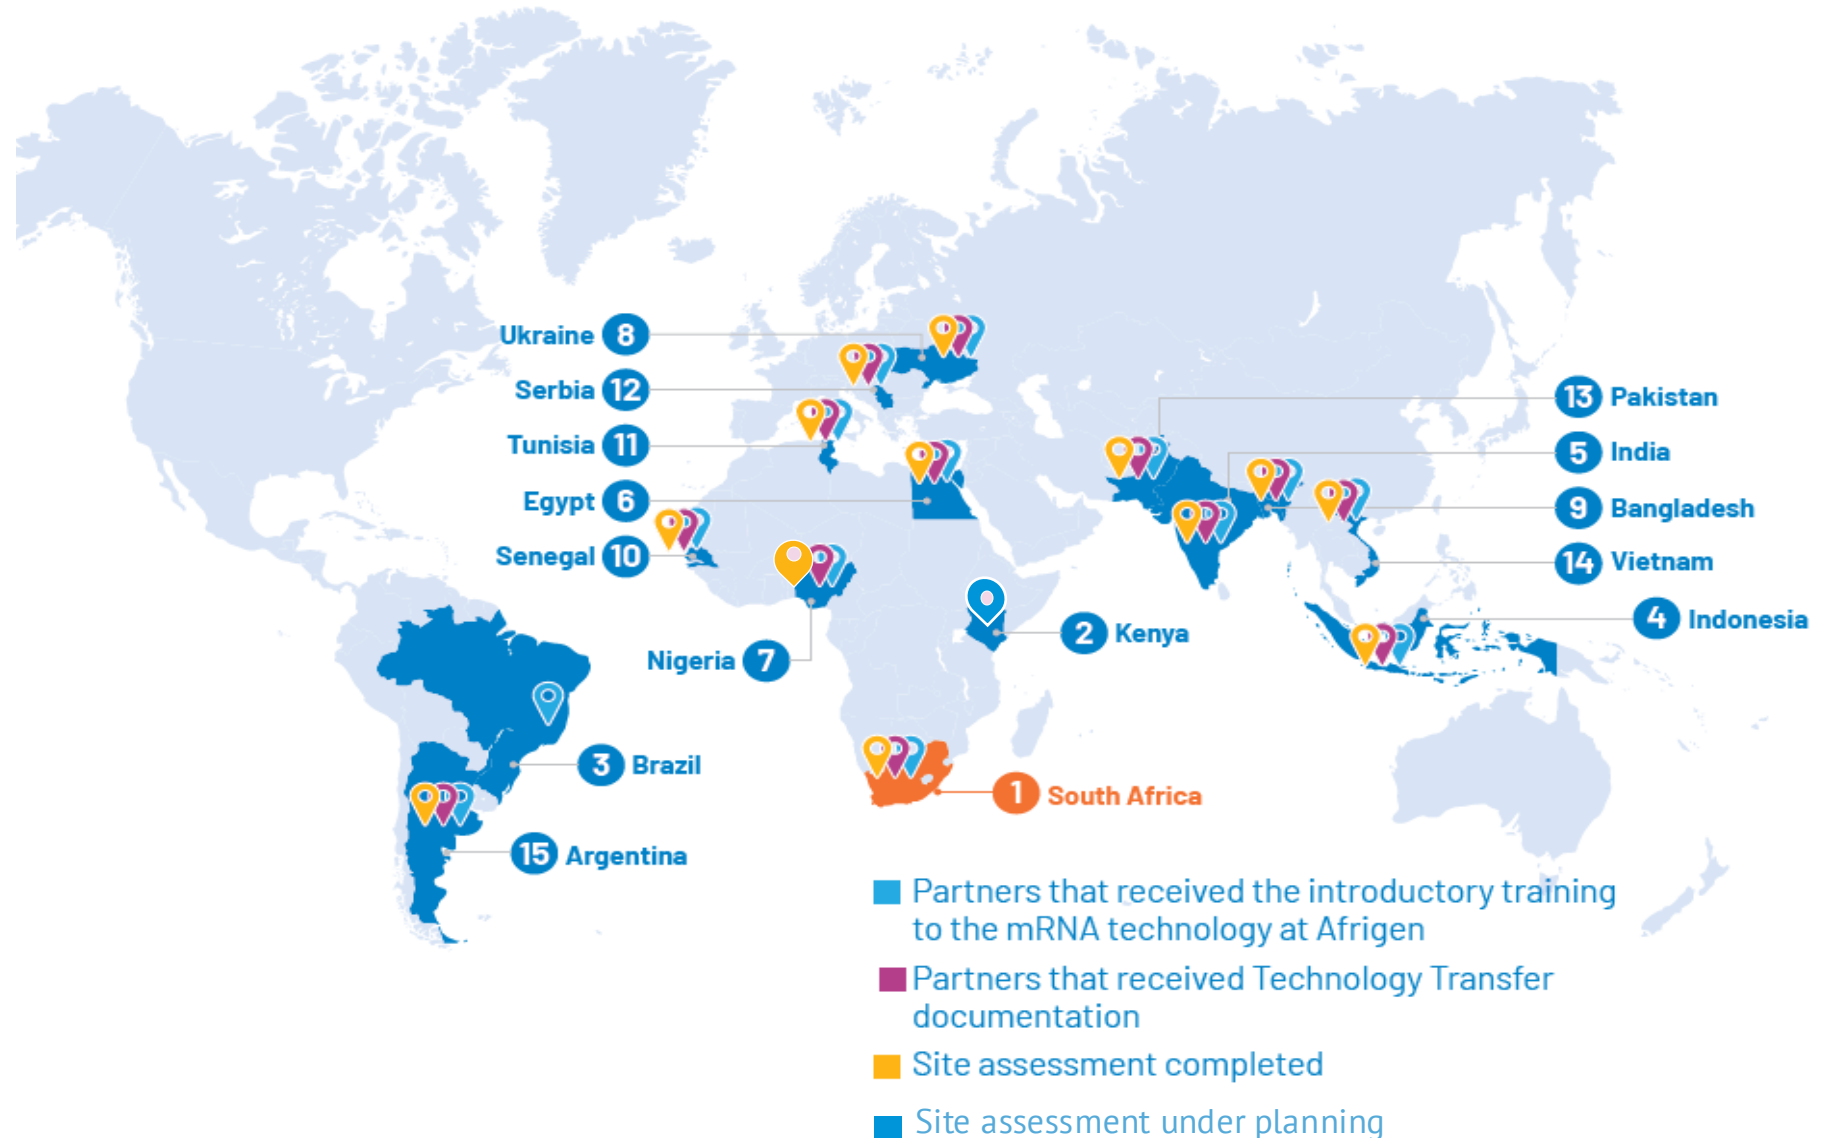 Ukraine 8
Serbia 12
Tunisia 11
Egypt 6
Senegal 10
Nigeria 7
3 Brazil
15 Argentina
2 Kenya
1 South Africa
13 Pakistan
5 India
9 Bangladesh
14 Vietnam
4 Indonesia
Partners that received the introductory training
to the mRNA technology at Afrigen
Partners that received Technology Transfer
documentation
Site assessment completed
Site assessment under planning